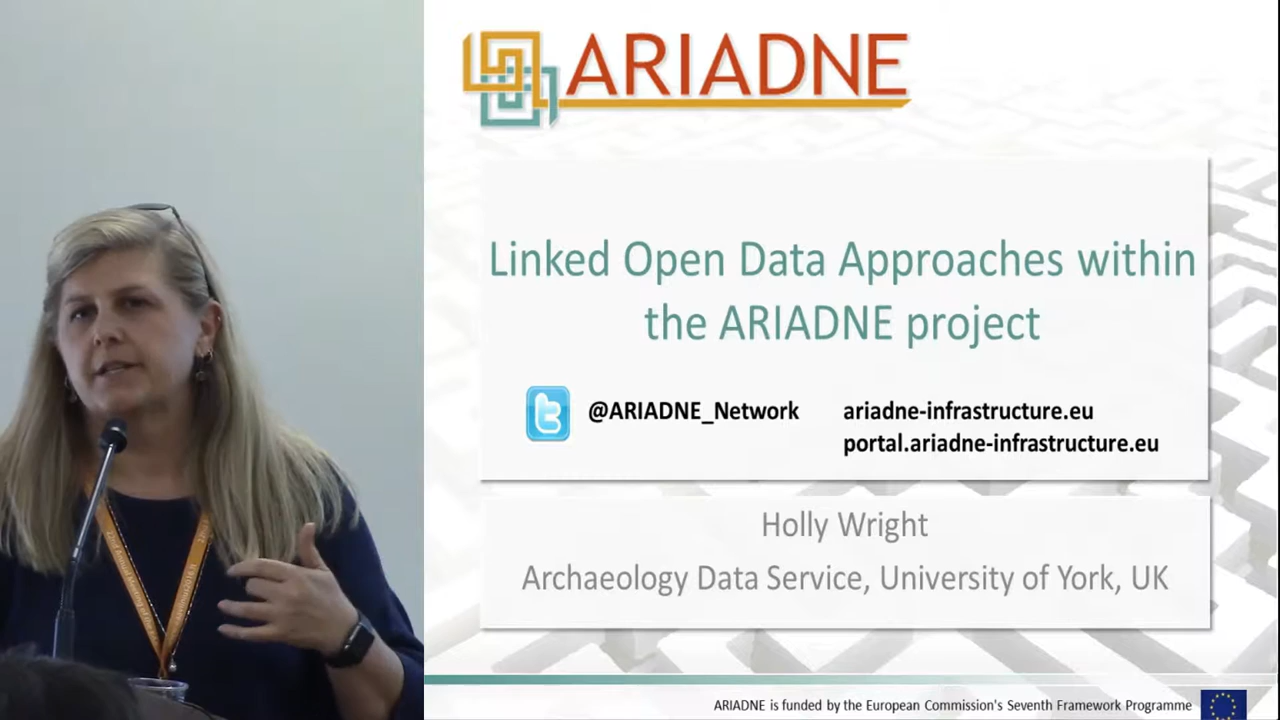 ARIADNE
Linked Open Data Approaches within
the ARIADNE project
@ARIADNE_Network
ariadne-infrastructure.eu
portal.ariadne-infrastructure.eu
Holly Wright
Archaeology Data Service, University of York, UK
ARIADNE is funded by the European Commission's Seventh Framework Programme